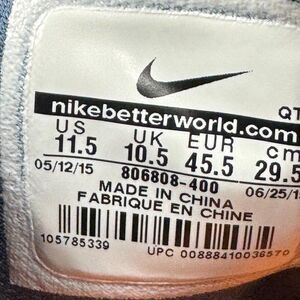 QT
nikebetterworld.com
US UK EUR cm
11.5 10.5 45.5 29.5
05/12/15 806808-400 06/25/1
MADE IN CHINA
FABRIQUE EN CHINE
105785339 UPC 00888410036570